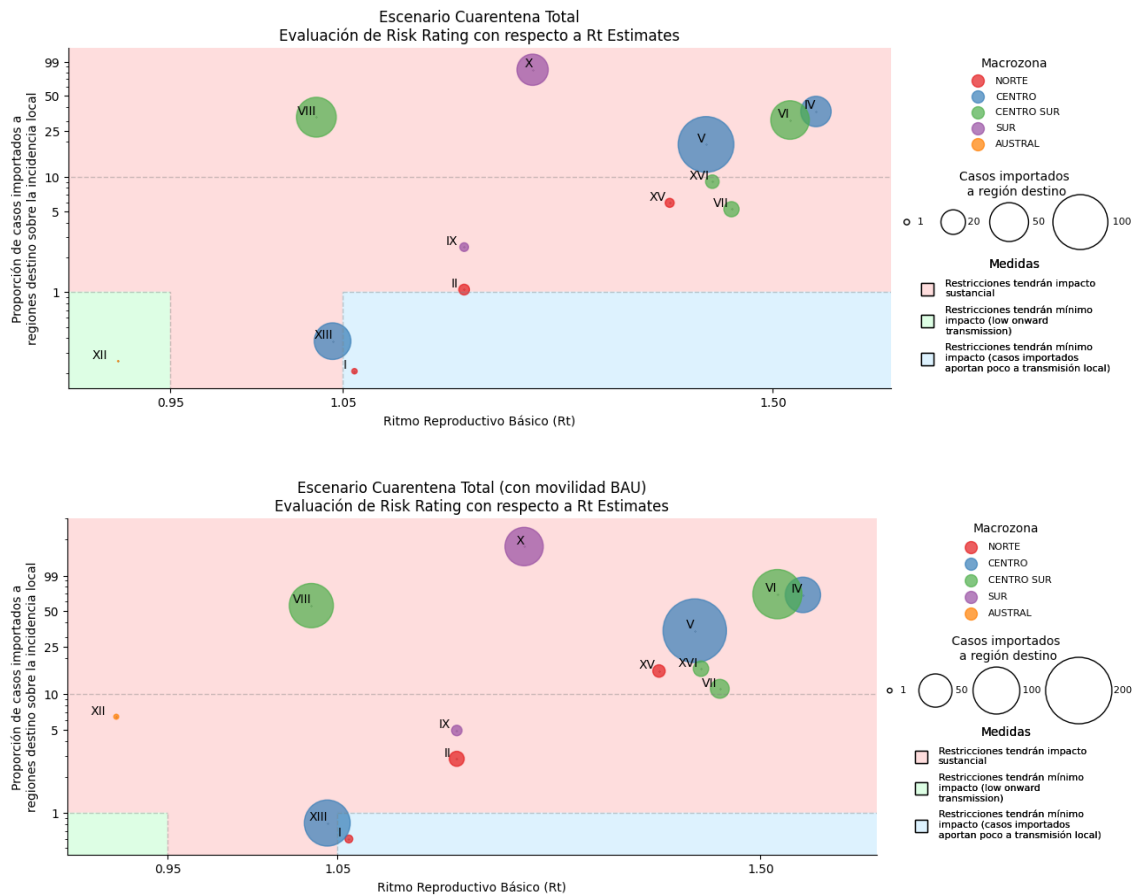 Escenario Cuarentena Total
Evaluación de Risk Rating con respecto a Rt Estimates
Proporción de casos importados a
regiones destino sobre la incidencia local
99
50
25
10
5
1
X
VIII
VI
IV
V
XVI
XV
VII
IX
II
XIII
I
XII
0.95
1.05
1.50
Ritmo Reproductivo Básico (Rt)
Macrozona
NORTE
CENTRO
CENTRO SUR
SUR
AUSTRAL
Casos importados
a región destino
1
20
50
100
Medidas
Restricciones tendrán impacto
sustancial
Restricciones tendrán mínimo
impacto (low onward
transmission)
Restricciones tendrán mínimo
impacto (casos importados
aportan poco a transmisión local)
Escenario Cuarentena Total (con movilidad BAU)
Evaluación de Risk Rating con respecto a Rt Estimates
Proporción de casos importados a
regiones destino sobre la incidencia local
99
50
25
10
5
1
X
VI
IV
VIII
V
XV
XVI
VII
XII
IX
II
XIII
I
0.95
1.05
1.50
Ritmo Reproductivo Básico (Rt)
Macrozona
NORTE
CENTRO
CENTRO SUR
SUR
AUSTRAL
Casos importados
a región destino
1
50
100
200
Medidas
Restricciones tendrán impacto
sustancial
Restricciones tendrán mínimo
impacto (low onward
transmission)
Restricciones tendrán mínimo
impacto (casos importados
aportan poco a transmisión local)